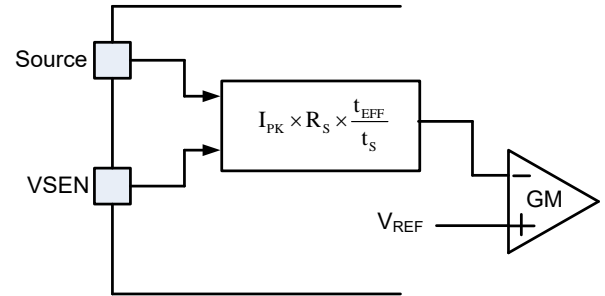 Source
I_PK × R_S × t_EFF / t_S
VSEN
−
GM
V_REF
+